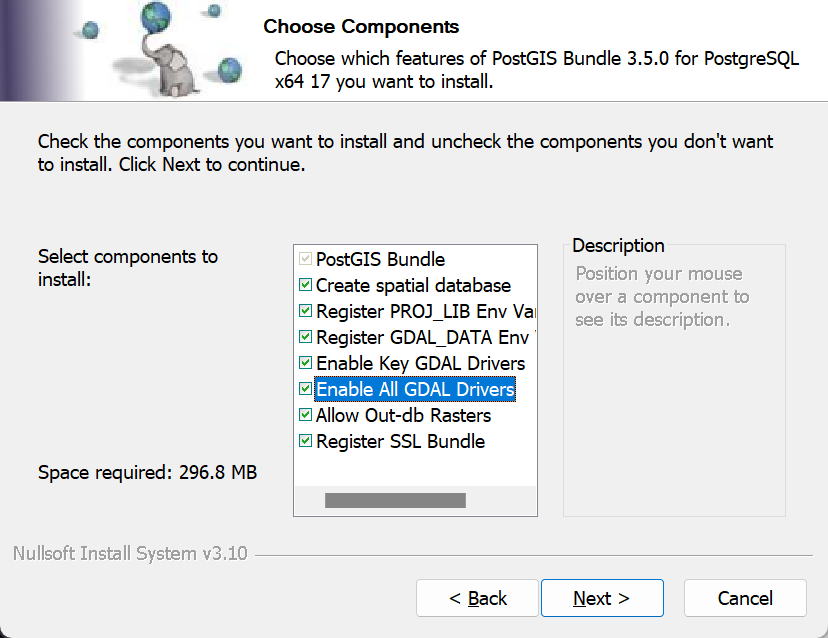 Choose Components
Choose which features of PostGIS Bundle 3.5.0 for PostgreSQL
x64 17 you want to install.
Check the components you want to install and uncheck the components you don't want
to install. Click Next to continue.
Select components to
install:
PostGIS Bundle
Create spatial database
Register PROJ_LIB Env Var
Register GDAL_DATA Env
Enable Key GDAL Drivers
Enable All GDAL Drivers
Allow Out-db Rasters
Register SSL Bundle
Description
Position your mouse
over a component to
see its description.
Space required: 296.8 MB
Nullsoft Install System v3.10
< Back
Next >
Cancel